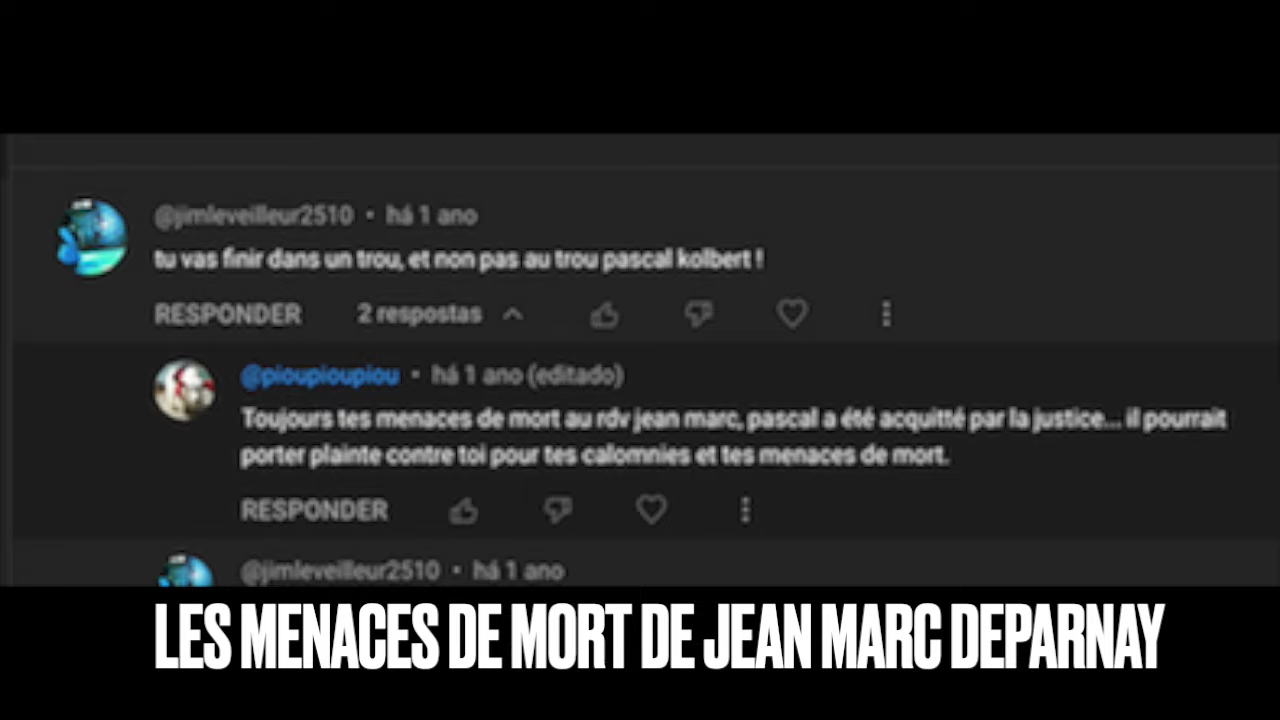 @jimleveilleur2510 • há 1 ano
tu vas finir dans un trou, et non pas au trou pascal kolbert !
RESPONDER 2 respostas
@pioupioupiou • há 1 ano (editado)
Toujours tes menaces de mort au rdv jean marc, pascal a été acquitté par la justice... il pourrait
porter plainte contre toi pour tes calomnies et tes menaces de mort.
RESPONDER
@jimleveilleur2510 • há 1 ano
LES MENACES DE MORT DE JEAN MARC DEPARNAY